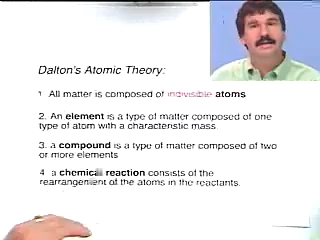 Dalton's Atomic Theory:
1 All matter is composed of indivisible atoms
2. An element is a type of matter composed of one
type of atom with a characteristic mass.
3. a compound is a type of matter composed of two
or more elements
4 a chemical reaction consists of the
rearrangement of the atoms in the reactants.